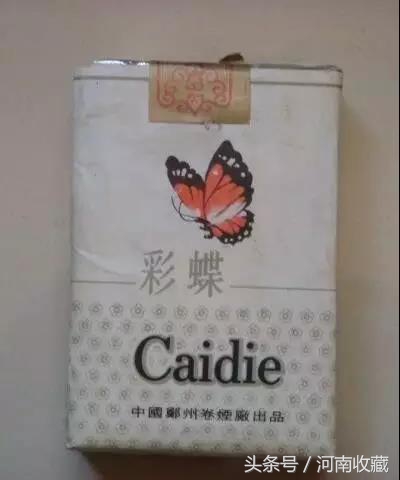 彩蝶
Caidie
中國鄭州卷煙廠出品
头条号／河南收藏